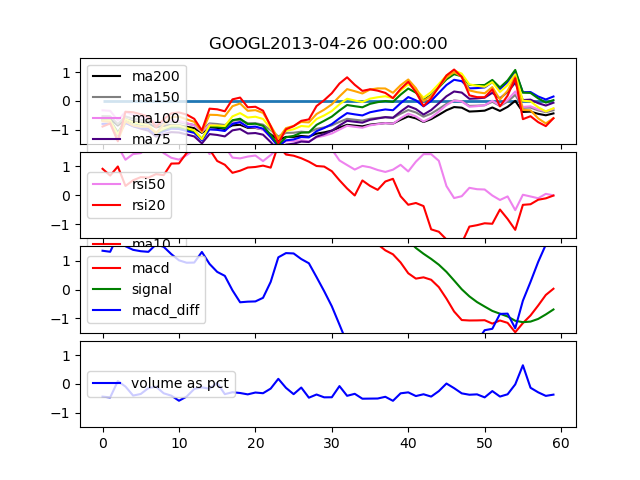 GOOGL2013-04-26 00:00:00
1
0
−1
ma200
ma150
ma100
ma75
1
0
−1
rsi50
rsi20
ma10
1
0
−1
macd
signal
macd_diff
1
0
−1
volume as pct
0 10 20 30 40 50 60